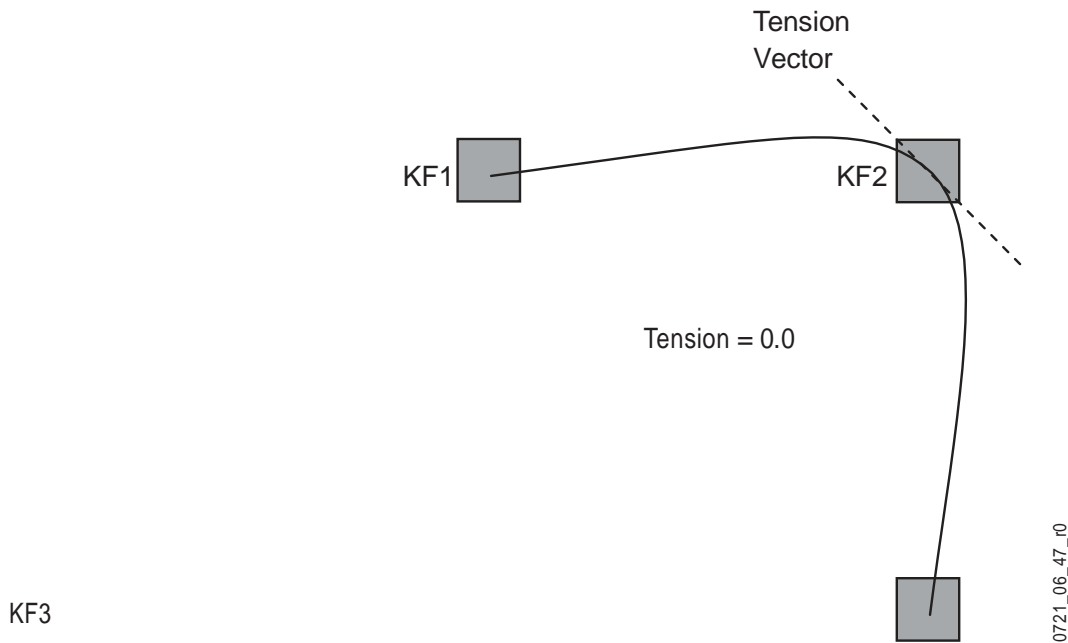 Tension
Vector
KF1
KF2
Tension = 0.0
KF3
0721_06_47_r0